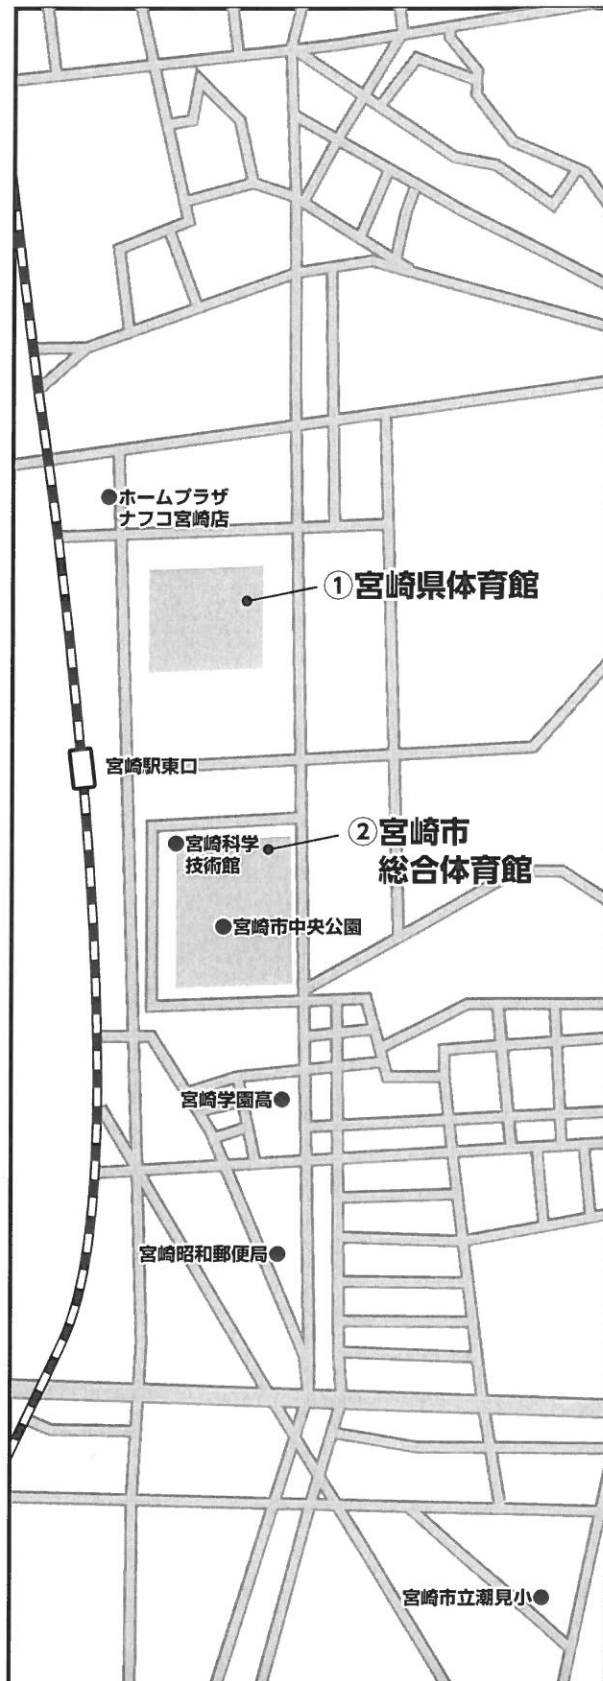 ホームプラザ
ナフコ宮崎店
①宮崎県体育館
宮崎駅東口
②宮崎市
総合体育館
宮崎科学
技術館
宮崎市中央公園
宮崎学園高
宮崎昭和郵便局
宮崎市立潮見小